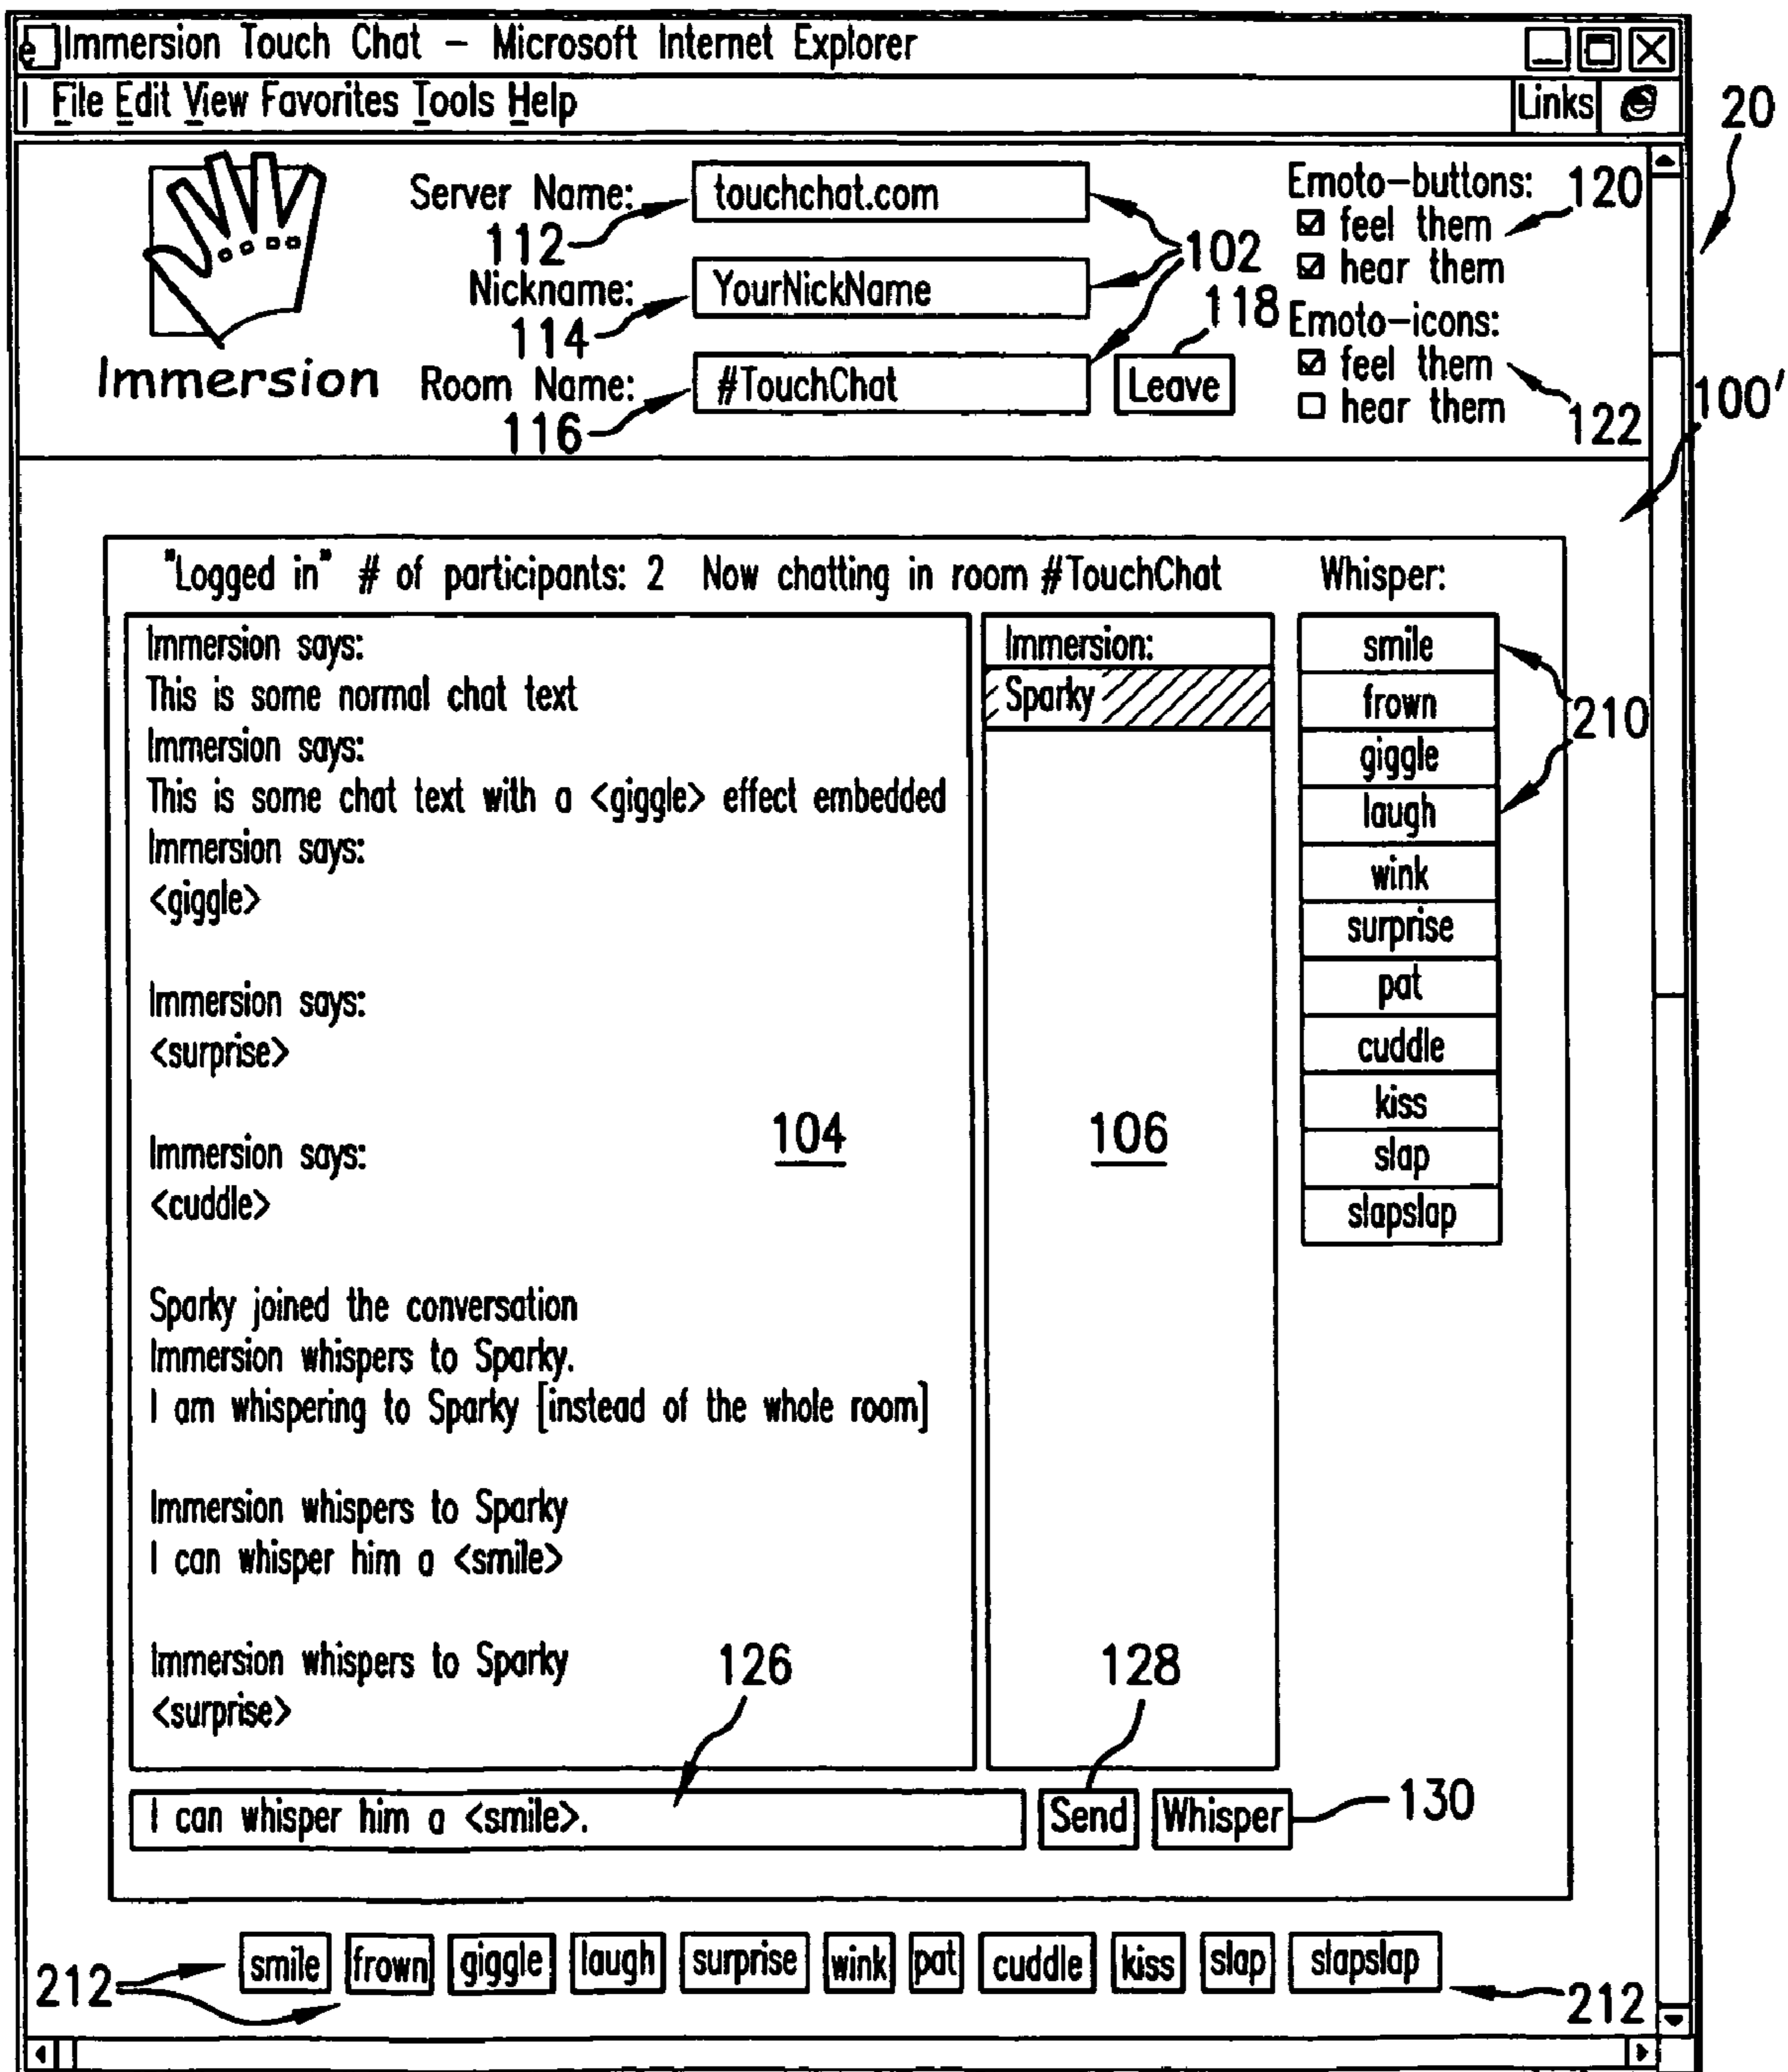 Immersion Touch Chat – Microsoft Internet Explorer
File Edit View Favorites Tools Help
Links
20
Server Name:
touchchat.com
112
Nickname:
YourNickName
114
Room Name:
#TouchChat
116
102
118
Leave
Emoto-buttons:
120
feel them
hear them
Emoto-icons:
feel them
hear them
122
100'
Immersion
"Logged in" # of participants: 2 Now chatting in room #TouchChat
Whisper:
Immersion says:
This is some normal chat text
Immersion says:
This is some chat text with a <giggle> effect embedded
Immersion says:
<giggle>
Immersion says:
<surprise>
Immersion says:
<cuddle>
Sparky joined the conversation
Immersion whispers to Sparky.
I am whispering to Sparky [instead of the whole room]
Immersion whispers to Sparky
I can whisper him a <smile>
Immersion whispers to Sparky
<surprise>
104
Immersion:
Sparky
106
smile
frown
giggle
laugh
wink
surprise
pat
cuddle
kiss
slap
slapslap
210
126
128
I can whisper him a <smile>.
Send
Whisper
130
212
smile frown giggle laugh surprise wink pat cuddle kiss slap slapslap
212